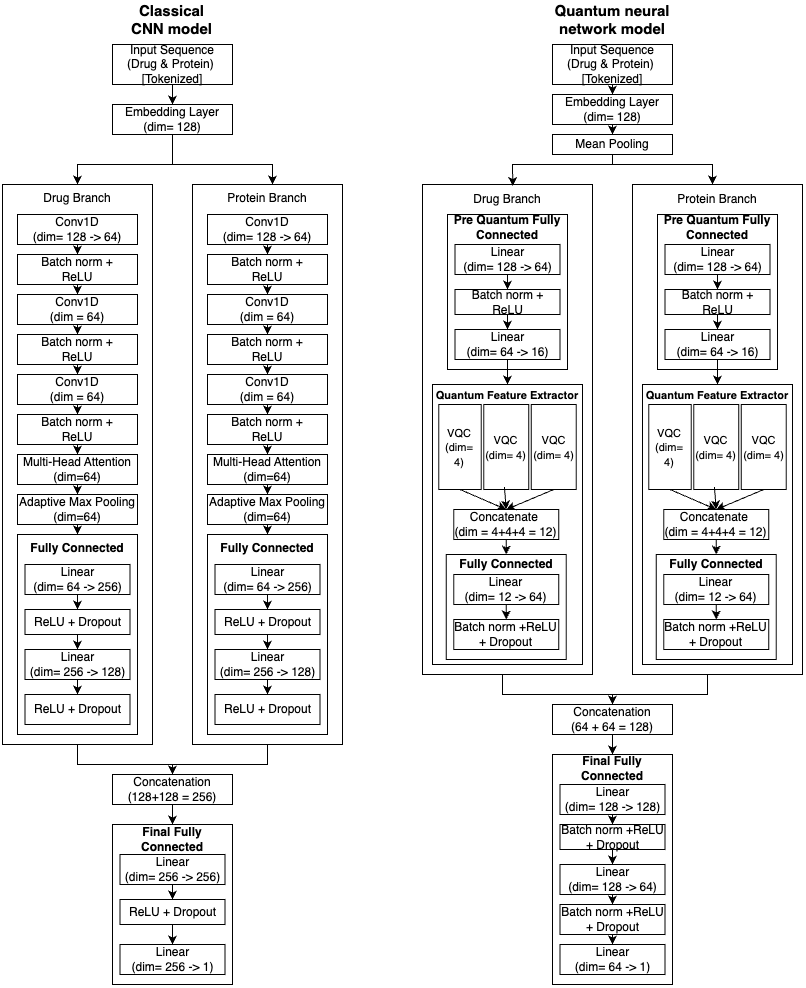 Classical
CNN model
Input Sequence
(Drug & Protein)
[Tokenized]
Embedding Layer
(dim= 128)
Drug Branch
Conv1D
(dim= 128 -> 64)
Batch norm +
ReLU
Conv1D
(dim = 64)
Batch norm +
ReLU
Conv1D
(dim = 64)
Batch norm +
ReLU
Multi-Head Attention
(dim=64)
Adaptive Max Pooling
(dim=64)
Fully Connected
Linear
(dim= 64 -> 256)
ReLU + Dropout
Linear
(dim= 256 -> 128)
ReLU + Dropout
Protein Branch
Conv1D
(dim= 128 -> 64)
Batch norm +
ReLU
Conv1D
(dim = 64)
Batch norm +
ReLU
Conv1D
(dim = 64)
Batch norm +
ReLU
Multi-Head Attention
(dim=64)
Adaptive Max Pooling
(dim=64)
Fully Connected
Linear
(dim= 64 -> 256)
ReLU + Dropout
Linear
(dim= 256 -> 128)
ReLU + Dropout
Concatenation
(128+128 = 256)
Final Fully
Connected
Linear
(dim= 256 -> 256)
ReLU + Dropout
Linear
(dim= 256 -> 1)
Quantum neural
network model
Input Sequence
(Drug & Protein)
[Tokenized]
Embedding Layer
(dim= 128)
Mean Pooling
Drug Branch
Pre Quantum Fully
Connected
Linear
(dim= 128 -> 64)
Batch norm +
ReLU
Linear
(dim= 64 -> 16)
Quantum Feature Extractor
VQC
(dim=
4)
VQC
(dim= 4)
VQC
(dim= 4)
Concatenate
(dim = 4+4+4 = 12)
Fully Connected
Linear
(dim= 12 -> 64)
Batch norm +ReLU
+ Dropout
Protein Branch
Pre Quantum Fully
Connected
Linear
(dim= 128 -> 64)
Batch norm +
ReLU
Linear
(dim= 64 -> 16)
Quantum Feature Extractor
VQC
(dim=
4)
VQC
(dim= 4)
VQC
(dim= 4)
Concatenate
(dim = 4+4+4 = 12)
Fully Connected
Linear
(dim= 12 -> 64)
Batch norm +ReLU
+ Dropout
Concatenation
(64 + 64 = 128)
Final Fully
Connected
Linear
(dim= 128 -> 128)
Batch norm +ReLU
+ Dropout
Linear
(dim= 128 -> 64)
Batch norm +ReLU
+ Dropout
Linear
(dim= 64 -> 1)